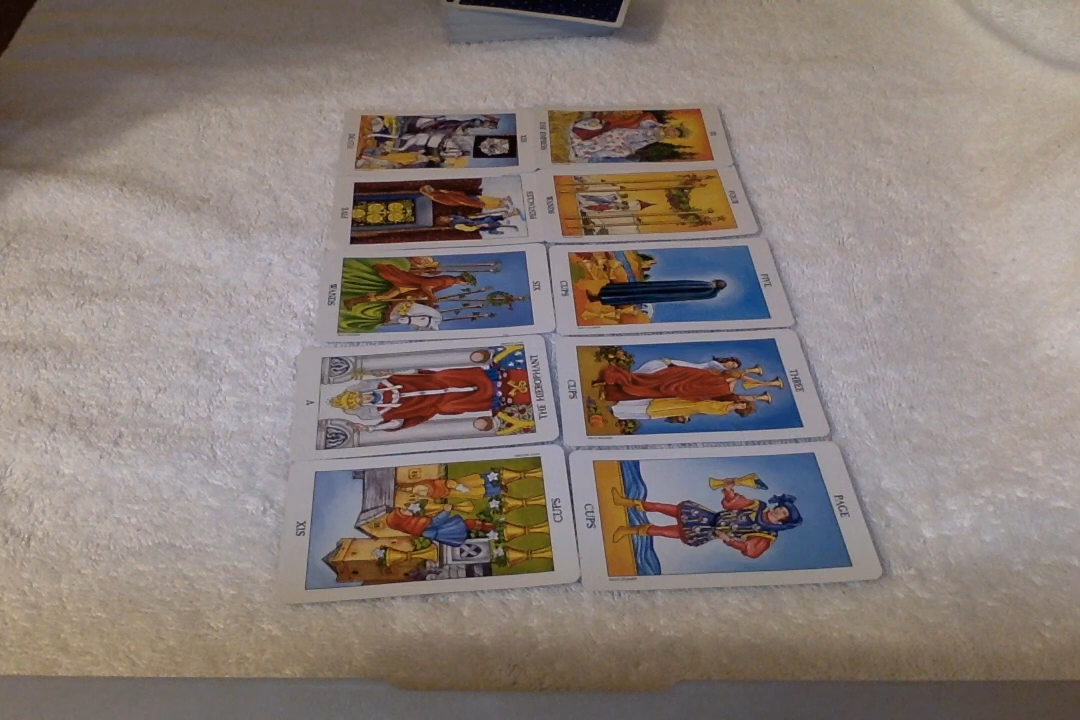 DEATH
THE EMPRESS
III
FIVE
PENTACLES
WANDS
FOUR
WANDS
SIX
CUPS
FIVE
V
THE HIEROPHANT
CUPS
THREE
SIX
CUPS
CUPS
PAGE